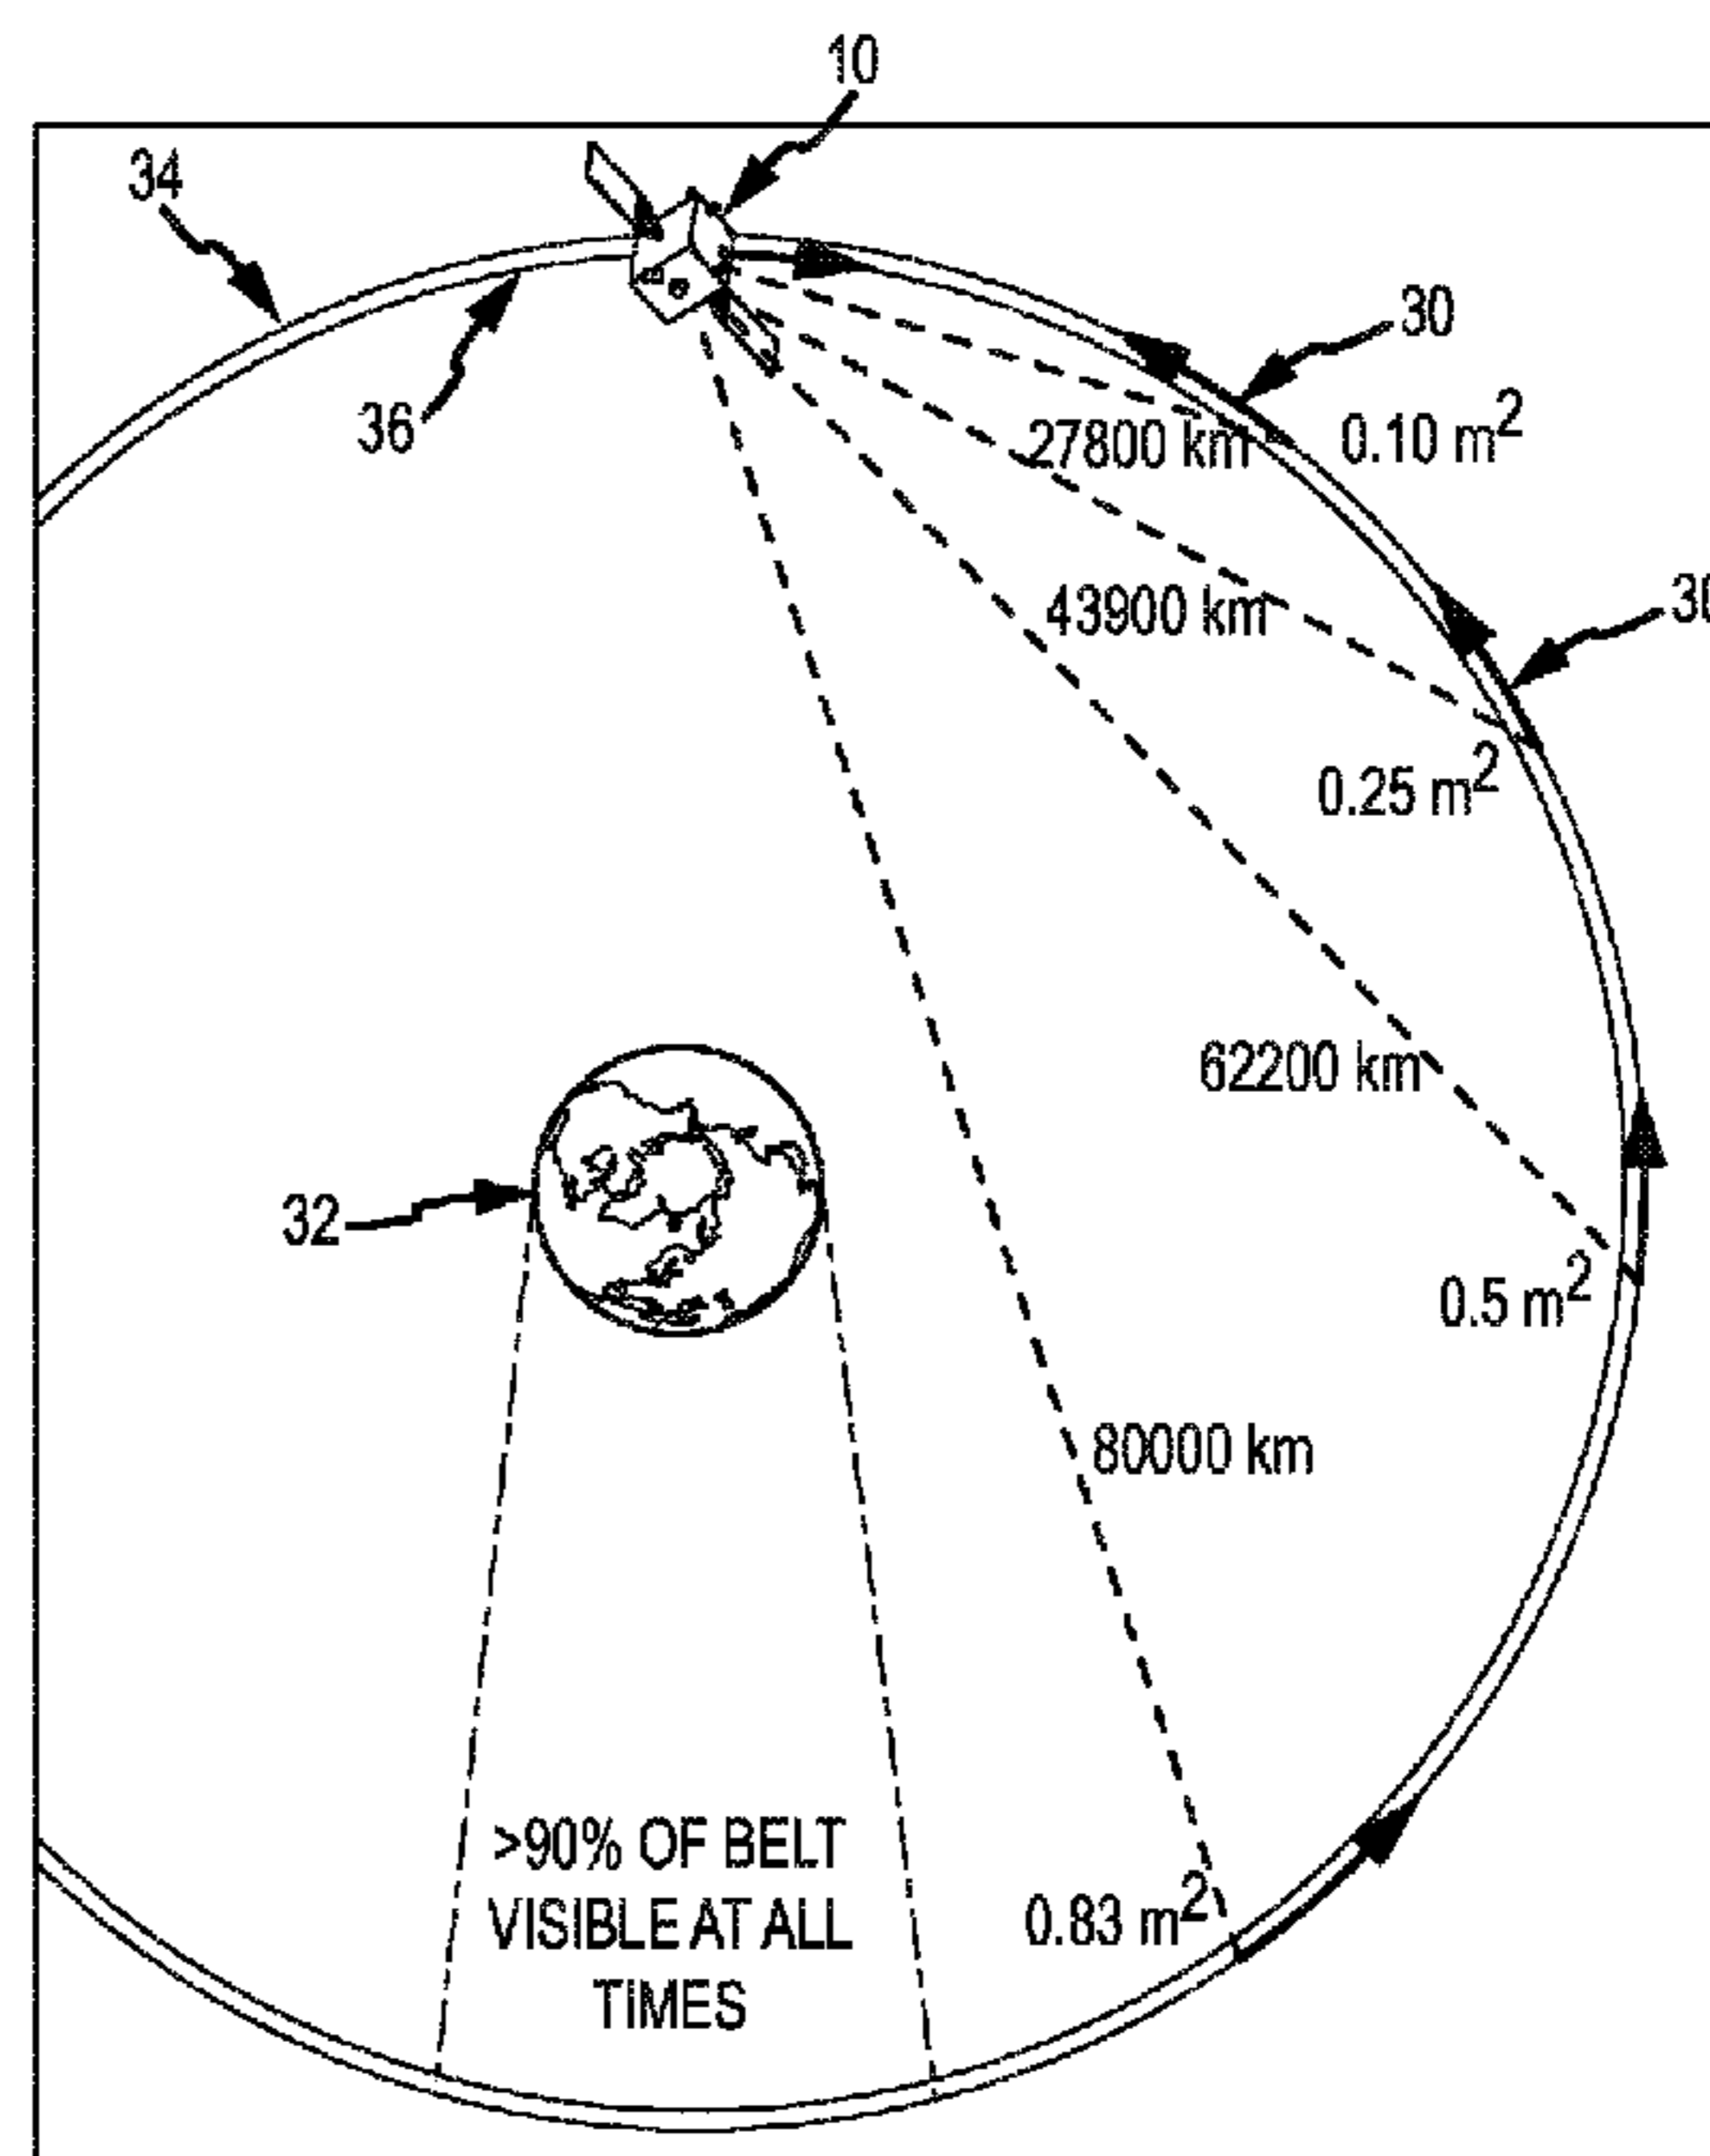 10
34
30
36
27800 km
0.10 m²
43900 km
30
0.25 m²
62200 km
32
0.5 m²
80000 km
>90% OF BELT
VISIBLE AT ALL
TIMES
0.83 m²